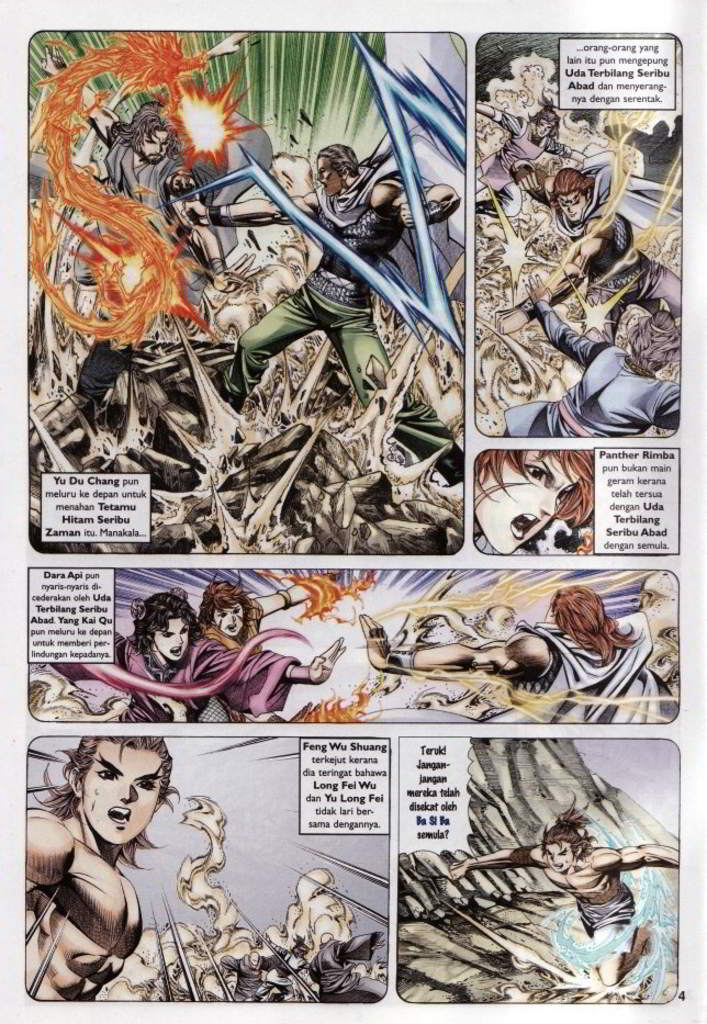 Yu Du Chang pun
meluru ke depan untuk
menahan Tetamu
Hitam Seribu
Zaman itu. Manakala...
...orang-orang yang
lain itu pun mengepung
Uda Terbilang Seribu
Abad dan menyerang-
nya dengan serentak.
Panther Rimba
pun bukan main
geram kerana
telah tersua
dengan Uda
Terbilang
Seribu Abad
dengan semula.
Dara Api pun
nyaris-nyaris di-
cederakan oleh Uda
Terbilang Seribu
Abad. Yang Kai Qu
pun meluru ke depan
untuk memberi per-
lindungan kepadanya.
Feng Wu Shuang
terkejut kerana
dia teringat bahawa
Long Fei Wu
dan Yu Long Fei
tidak lari ber-
sama dengannya.
Teruk!
Jangan-
jangan
mereka telah
disekat oleh
Ba Si Ba
semula?
4